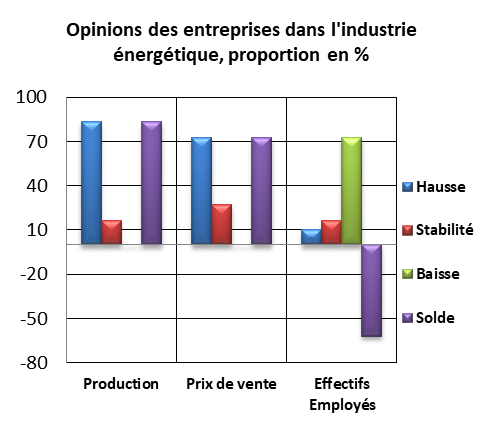 Opinions des entreprises dans l'industrie
énergétique, proportion en %
100
70
40
10
-20
-50
-80
Production
Prix de vente
Effectifs
Employés
Hausse
Stabilité
Baisse
Solde